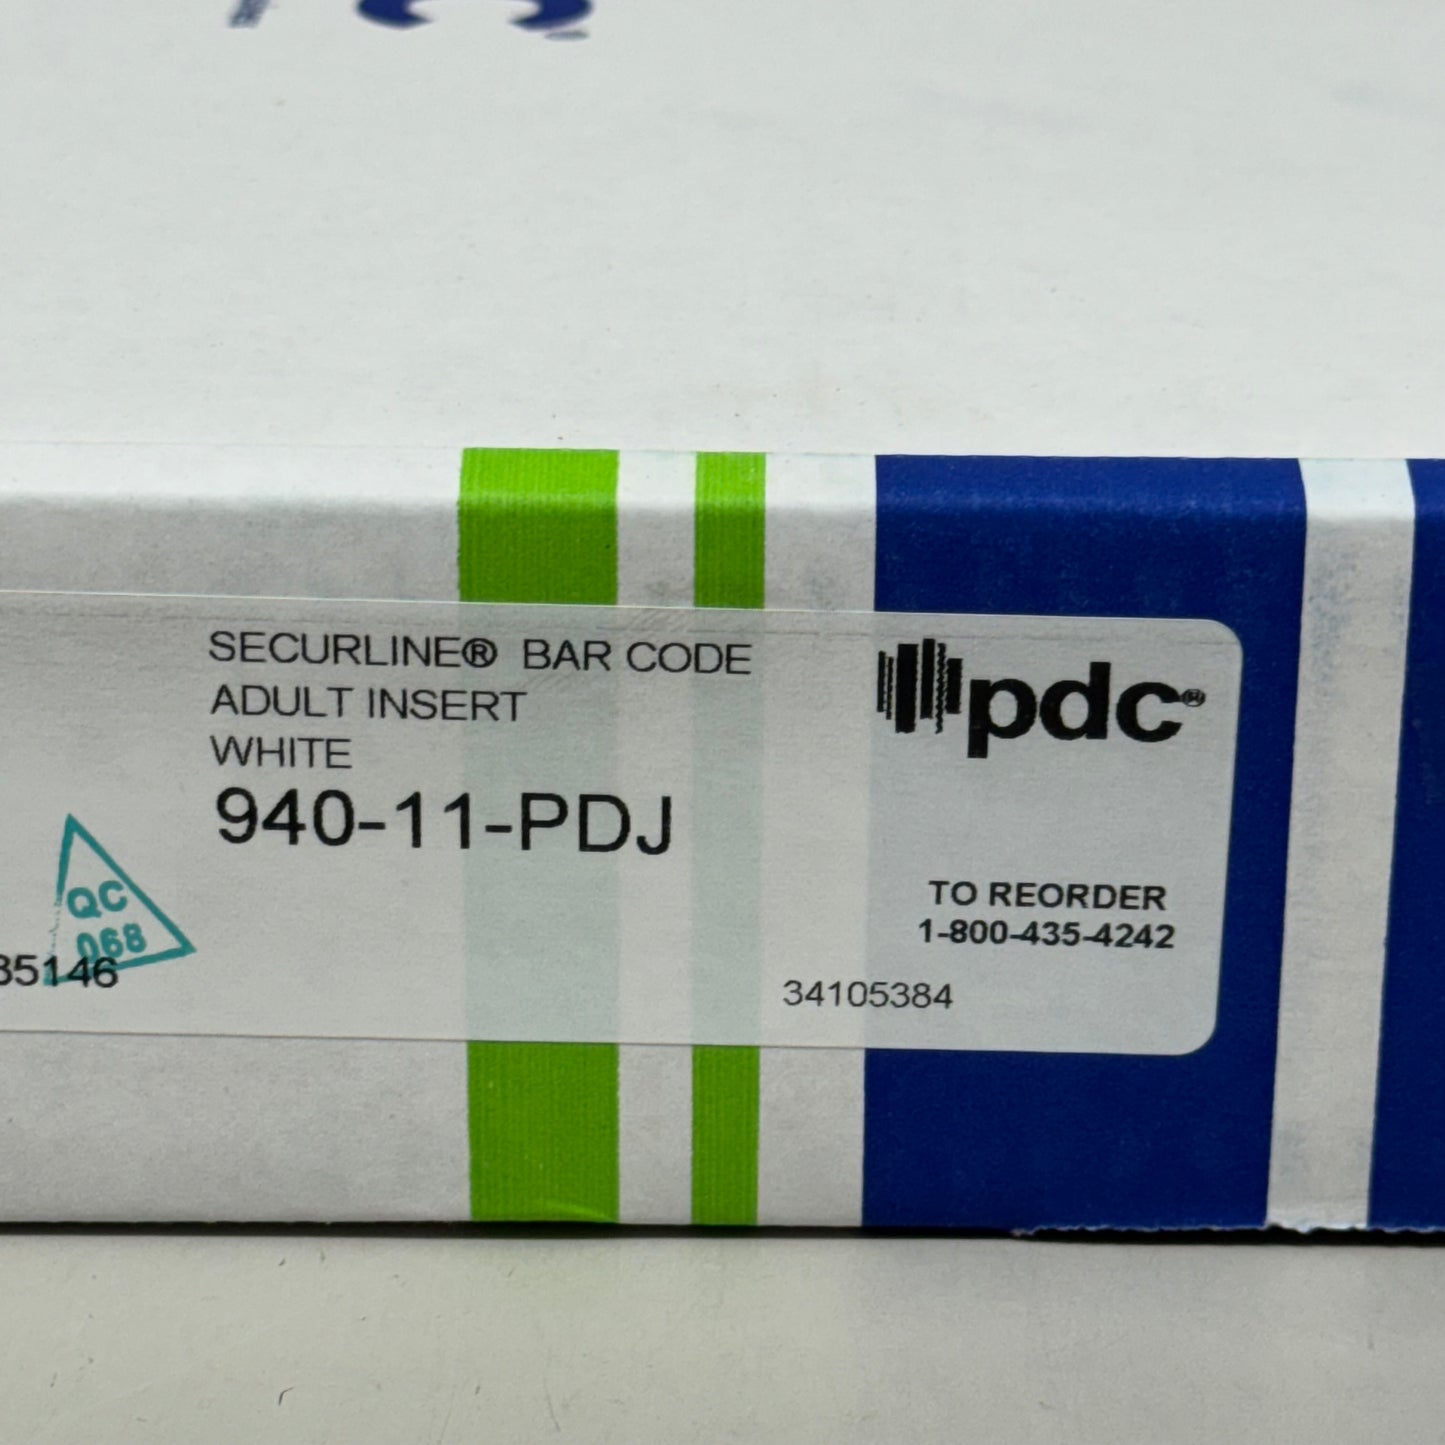 SECURLINE® BAR CODE
ADULT INSERT
WHITE
940-11-PDJ
pdc®
QC
068
TO REORDER
1-800-435-4242
34105384